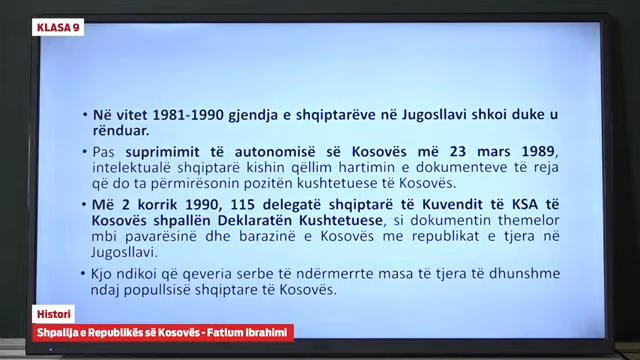 KLASA 9
• Në vitet 1981-1990 gjendja e shqiptarëve në Jugosllavi shkoi duke u
rënduar.
• Pas suprimimit të autonomisë së Kosovës më 23 mars 1989,
intelektualë shqiptarë kishin qëllim hartimin e dokumenteve të reja
që do ta përmirësonin pozitën kushtetuese të Kosovës.
• Më 2 korrik 1990, 115 delegatë shqiptarë të Kuvendit të KSA të
Kosovës shpallën Deklaratën Kushtetuese, si dokumentin themelor
mbi pavarësinë dhe barazinë e Kosovës me republikat e tjera në
Jugosllavi.
• Kjo ndikoi që qeveria serbe të ndërmerrte masa të tjera të dhunshme
ndaj popullsisë shqiptare të Kosovës.
Histori
Shpallja e Republikës së Kosovës - Fatlum Ibrahimi